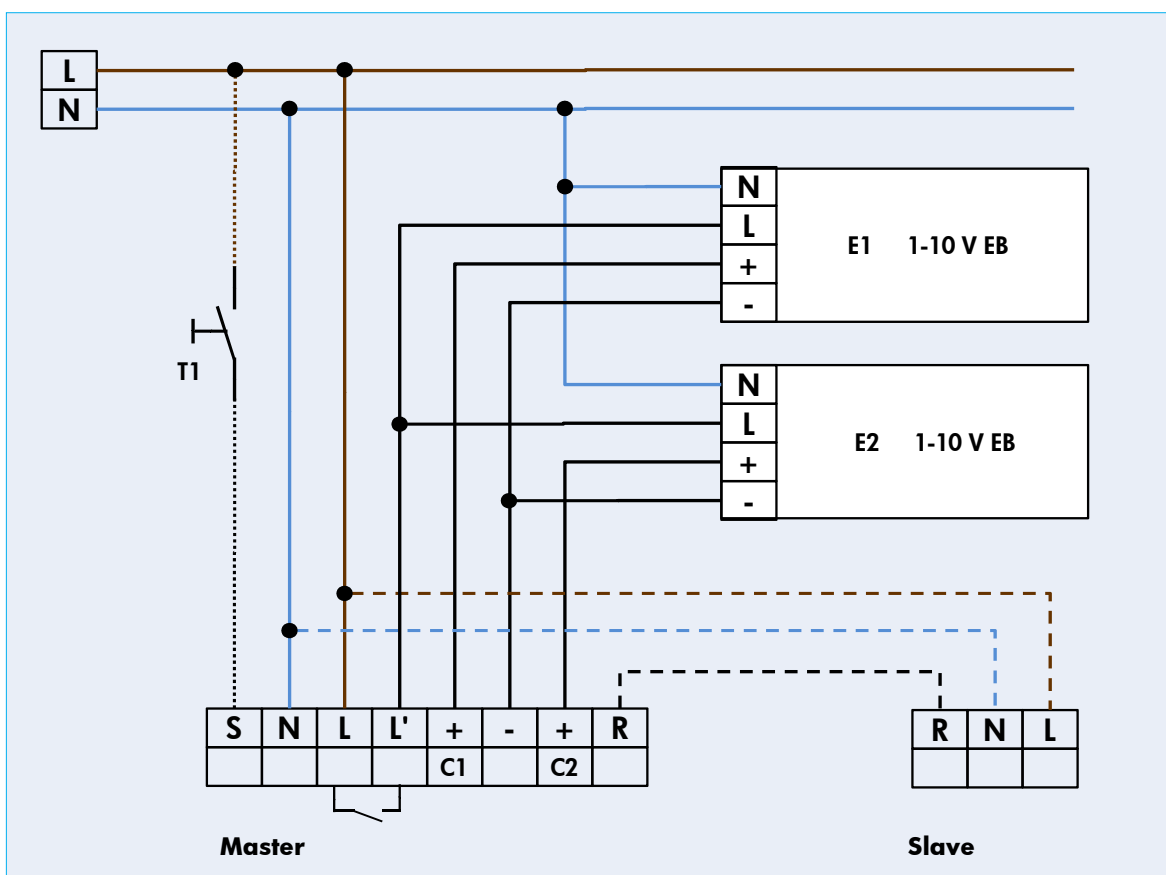 L
N
N
L
+
-
E1 1-10 V EB
T1
N
L
+
-
E2 1-10 V EB
S N L L' + - + R
C1 C2
R N L
Master
Slave